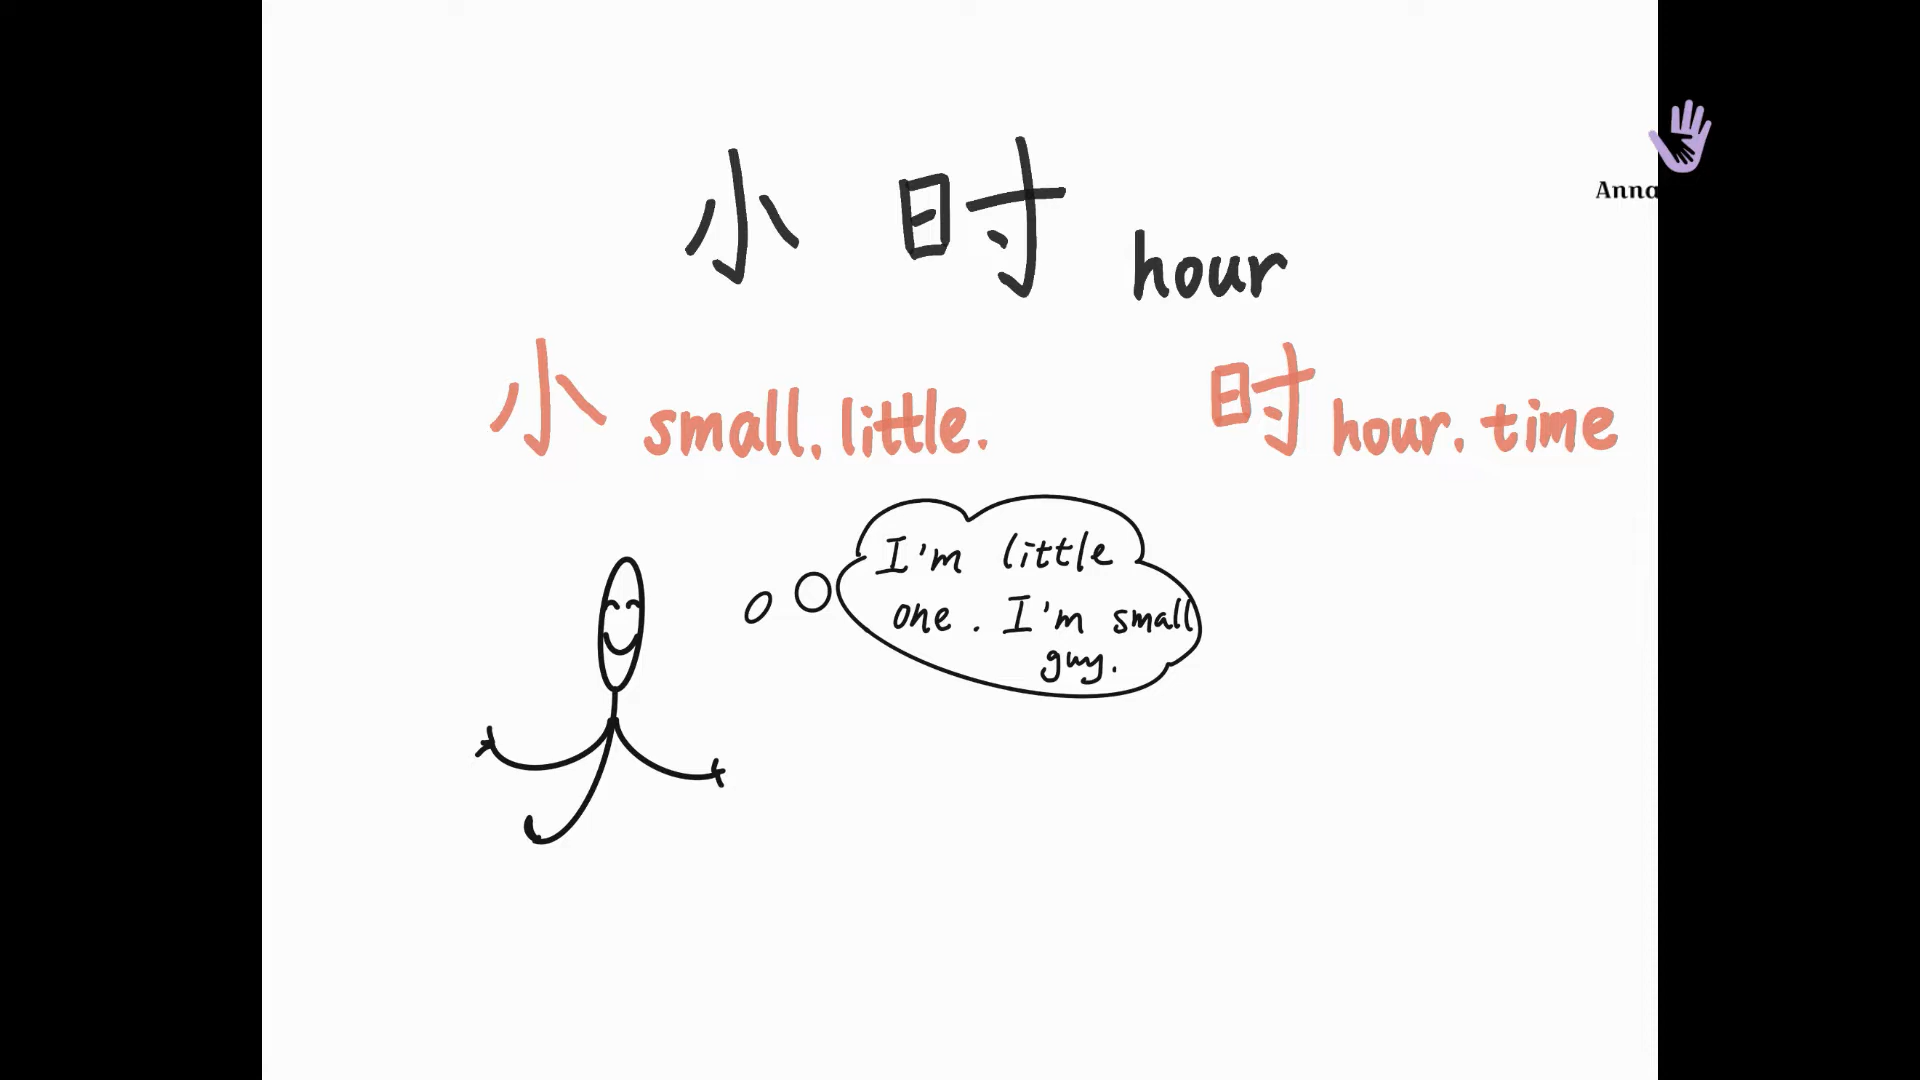 小时 hour
小 small. little.
时 hour. time
I'm little
one. I'm small
guy.
Anna